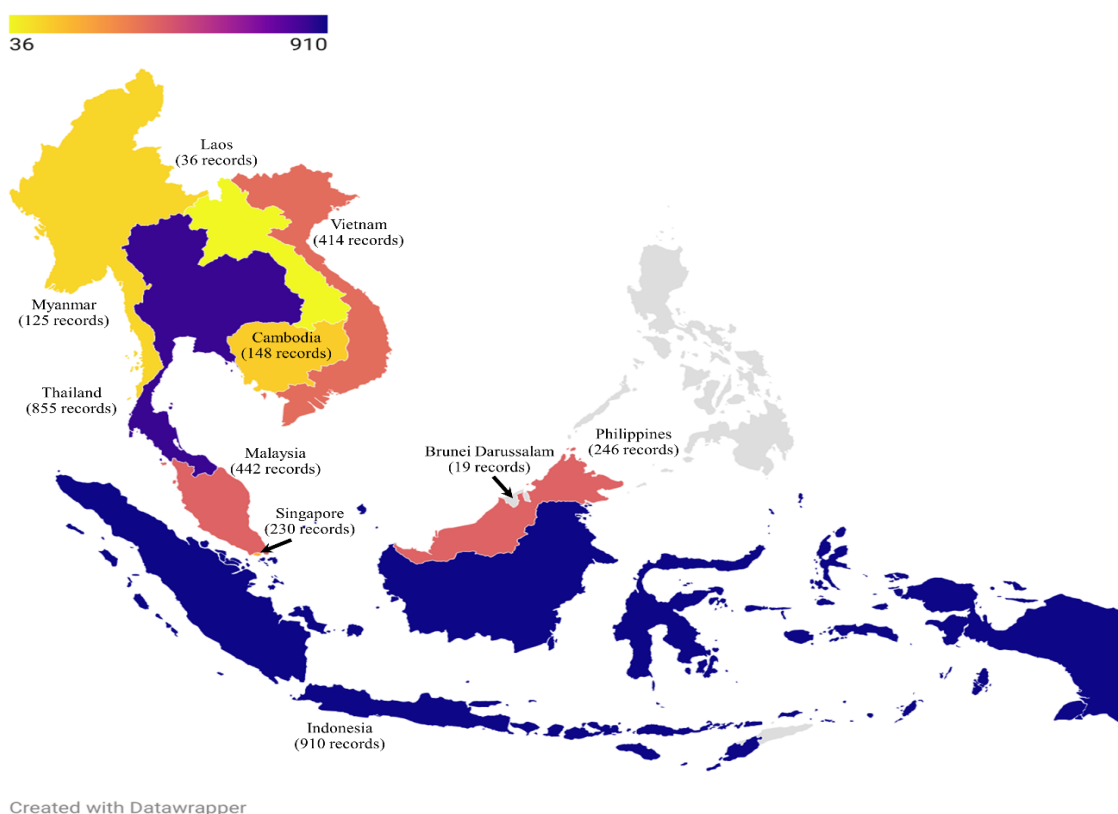 36
910
Laos
(36 records)
Vietnam
(414 records)
Myanmar
(125 records)
Cambodia
(148 records)
Thailand
(855 records)
Malaysia
(442 records)
Brunei Darussalam
(19 records)
Philippines
(246 records)
Singapore
(230 records)
Indonesia
(910 records)
Created with Datawrapper